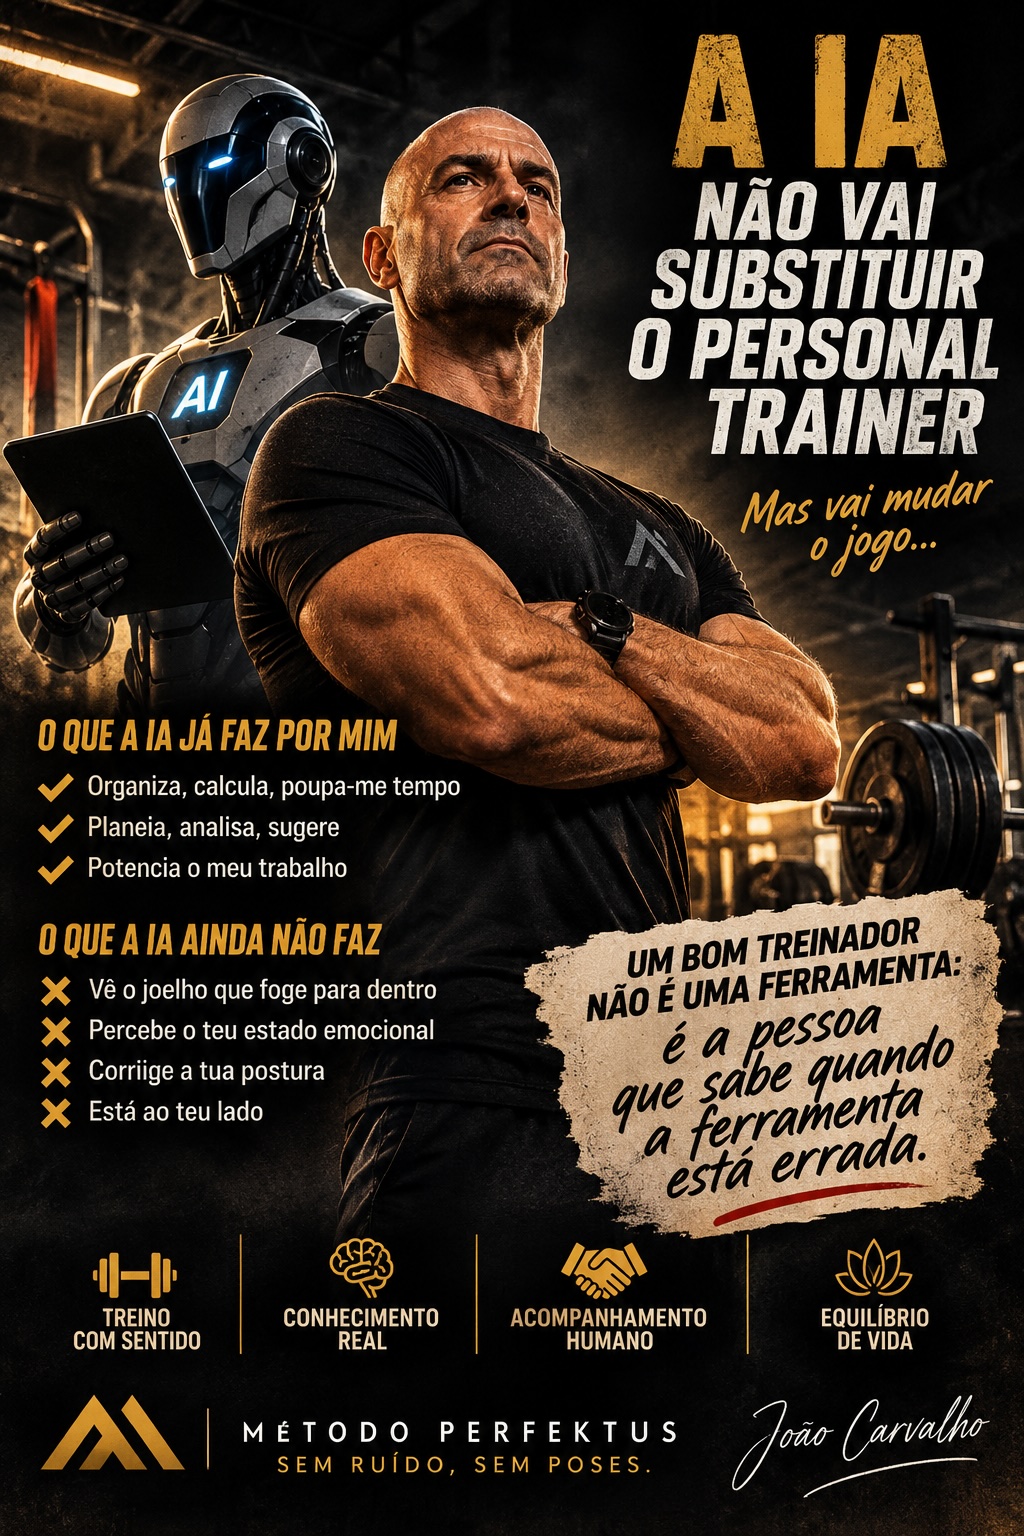 A IA
NÃO VAI
SUBSTITUIR
O PERSONAL
TRAINER
Mas vai mudar
o jogo...
AI
O QUE A IA JÁ FAZ POR MIM
Organiza, calcula, poupa-me tempo
Planeia, analisa, sugere
Potencia o meu trabalho
O QUE A IA AINDA NÃO FAZ
Vê o joelho que foge para dentro
Percebe o teu estado emocional
Corriige a tua postura
Está ao teu lado
UM BOM TREINADOR
NÃO É UMA FERRAMENTA:
é a pessoa
que sabe quando
a ferramenta
está errada.
TREINO
COM SENTIDO
CONHECIMENTO
REAL
ACOMPANHAMENTO
HUMANO
EQUILÍBRIO
DE VIDA
MÉTODO PERFEKTUS
SEM RUÍDO, SEM POSES.
João Carvalho